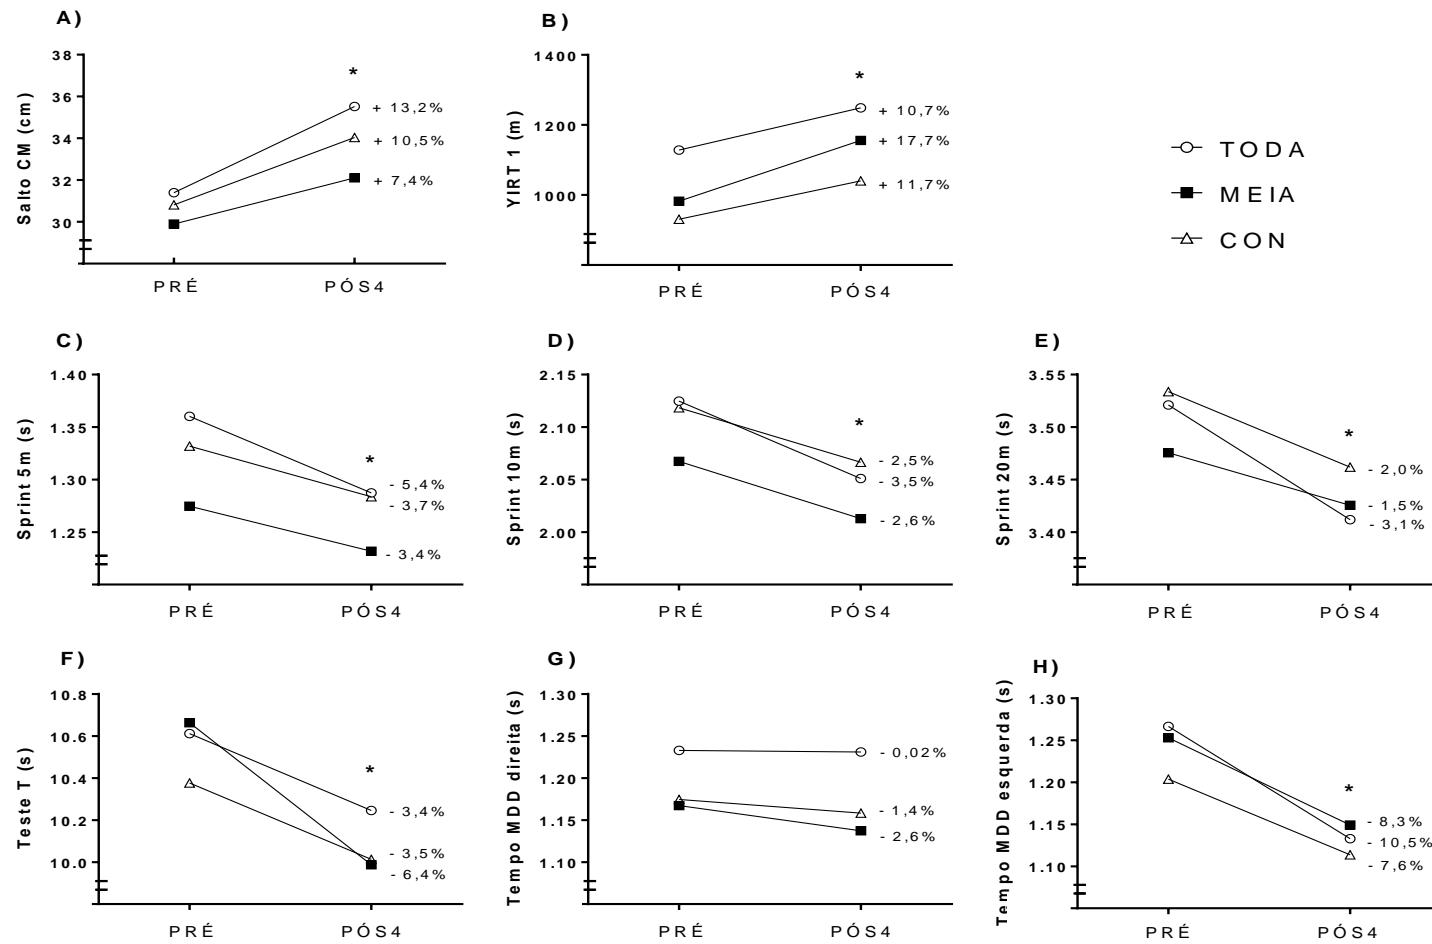 A)
Salto CM (cm)
38
36
34
32
30
*
+ 13,2%
+ 10,5%
+ 7,4%
PRÉ
PÓS4
B)
YIRT 1 (m)
1400
1200
1000
*
+ 10,7%
+ 17,7%
+ 11,7%
PRÉ
PÓS4
TODA
MEIA
CON
C)
Sprint 5m (s)
1.40
1.35
1.30
1.25
*
- 5,4%
- 3,7%
- 3,4%
PRÉ
PÓS4
D)
Sprint 10m (s)
2.15
2.10
2.05
2.00
*
- 2,5%
- 3,5%
- 2,6%
PRÉ
PÓS4
E)
Sprint 20m (s)
3.55
3.50
3.45
3.40
*
- 2,0%
- 1,5%
- 3,1%
PRÉ
PÓS4
F)
Teste T (s)
10.8
10.6
10.4
10.2
10.0
*
- 3,4%
- 3,5%
- 6,4%
PRÉ
PÓS4
G)
Tempo MDD direita (s)
1.30
1.25
1.20
1.15
1.10
- 0,02%
- 1,4%
- 2,6%
PRÉ
PÓS4
H)
Tempo MDD esquerda (s)
1.30
1.25
1.20
1.15
1.10
*
- 8,3%
- 10,5%
- 7,6%
PRÉ
PÓS4